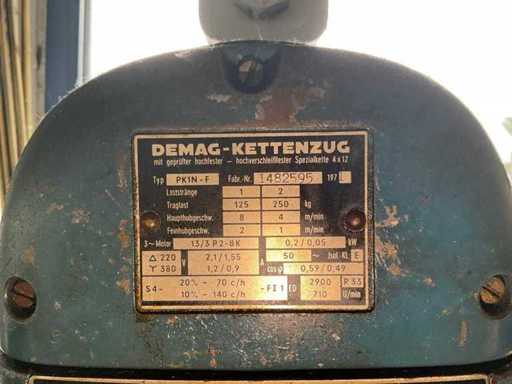 DEMAG-KETTENZUG
mit geprüfter hochfester - hochverschleißfester Spezialkette 4x12
Typ PK1N-F Fabr.-Nr. 1482595 197
Laststränge 1 2
Traglast 125 250 kg
Haupthubgeschw. 8 4 m/min
Feinhubgeschw. 2 1 m/min
3~Motor 13/3 P2-8K 0,2/0,05 kW
△ 220 V 2,1/1,55 A 50 ~ Isol.-Kl. E
Y 380 1,2/0,9 cos φ 0,59/0,49
S4- 20% - 70 c/h -FI 1 ED 2900 P33
10% - 140 c/h 710 U/min